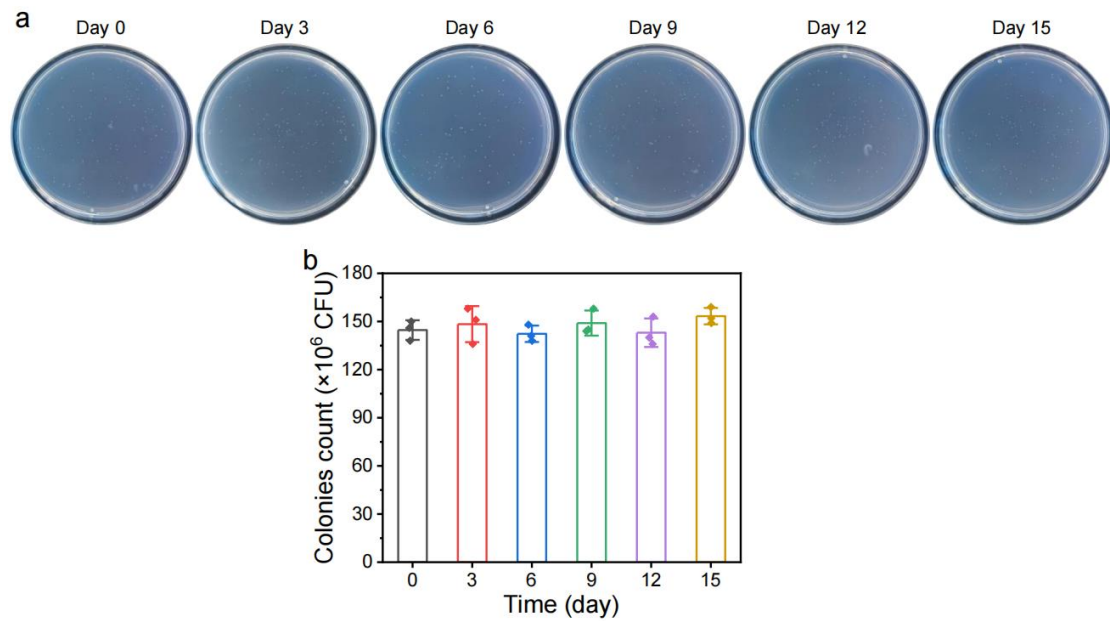 a
Day 0 Day 3 Day 6 Day 9 Day 12 Day 15
b
180
150
120
90
60
30
0
Colonies count (×10⁶ CFU)
0 3 6 9 12 15
Time (day)